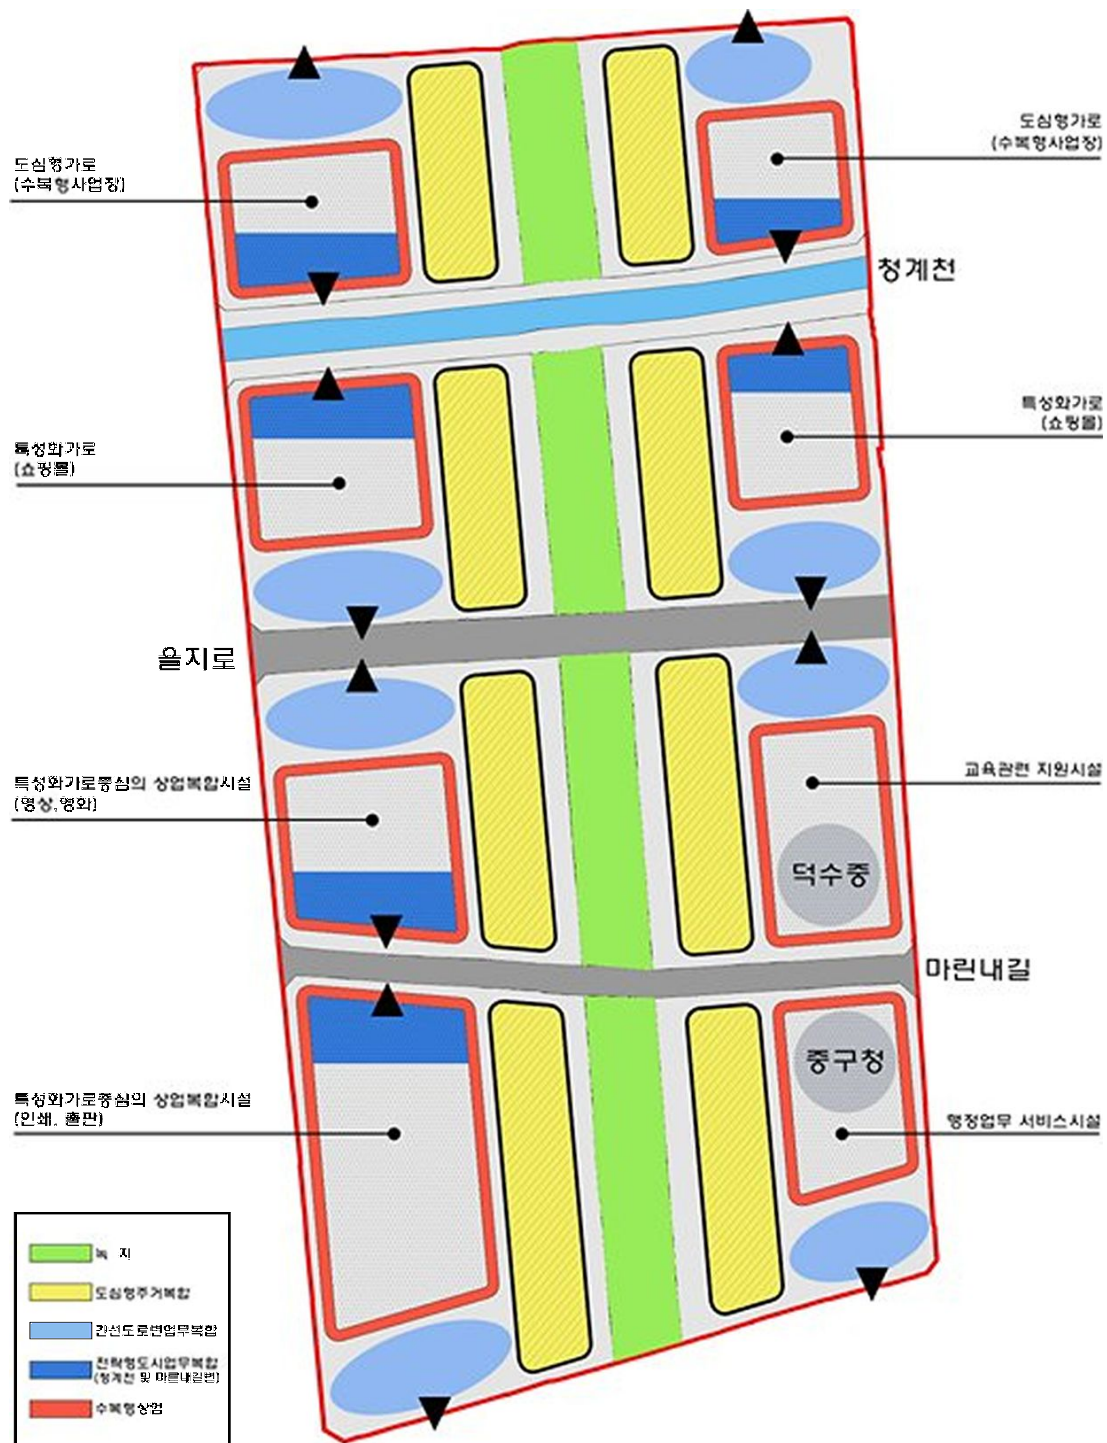 도심형가로
(수복형사업장)
도심형가로
(수복형사업장)
청계천
특성화가로
(쇼핑몰)
특성화가로
(쇼핑몰)
을지로
특성화가로중심의 상업복합시설
(영상,영화)
교육관련 지원시설
덕수중
마린내길
중구청
특성화가로중심의 상업복합시설
(인쇄, 출판)
행정업무 서비스시설
녹 지
도심형주거복합
간선도로변업무복합
전략형도시업무복합
(청계천 및 마른내길변)
수복형상업